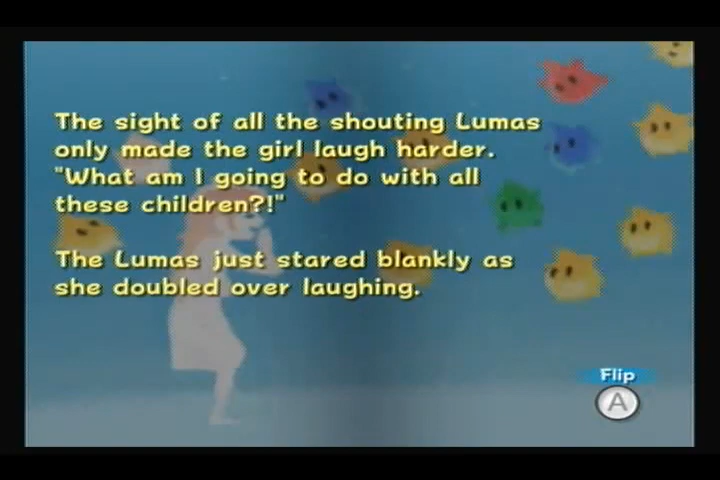 The sight of all the shouting Lumas
only made the girl laugh harder.
"What am I going to do with all
these children?!"
The Lumas just stared blankly as
she doubled over laughing.
Flip
A